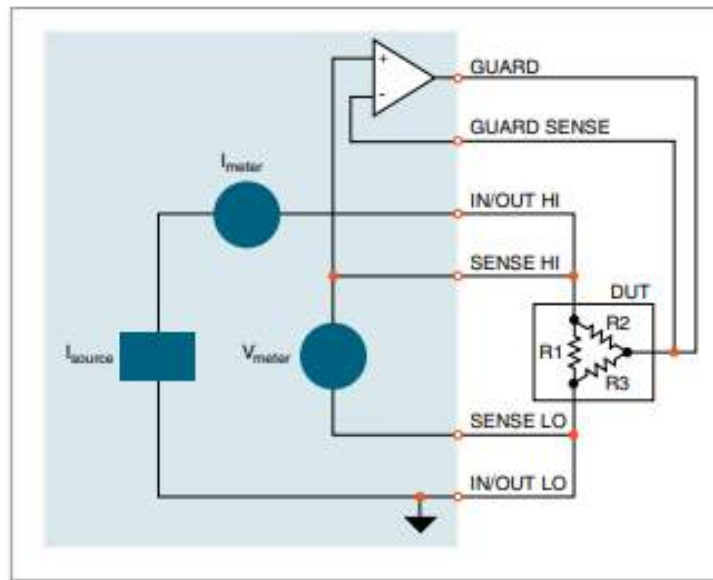 +
-
GUARD
GUARD SENSE
Imeter
IN/OUT HI
SENSE HI
DUT
R2
R1
R3
Isource
Vmeter
SENSE LO
IN/OUT LO